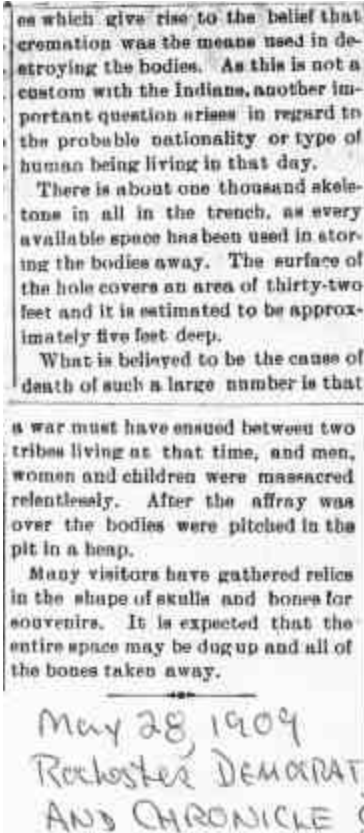 es which give rise to the belief that
cremation was the means used in de-
stroying the bodies. As this is not a
custom with the Indians, another im-
portant question arises in regard to
the probable nationality or type of
human being living in that day.
There is about one thousand skele-
tons in all in the trench, as every
available space has been used in stor-
ing the bodies away. The surface of
the hole covers an area of thirty-two
feet and it is estimated to be approx-
imately five feet deep.
What is believed to be the cause of
death of such a large number is that
a war must have ensued between two
tribes living at that time, and men,
women and children were massacred
relentlessly. After the affray was
over the bodies were pitched in the
pit in a heap.
Many visitors have gathered relics
in the shape of skulls and bones for
souvenirs. It is expected that the
entire space may be dug up and all of
the bones taken away.
May 28, 1909
Rochester DEMOCRAT
AND CHRONICLE